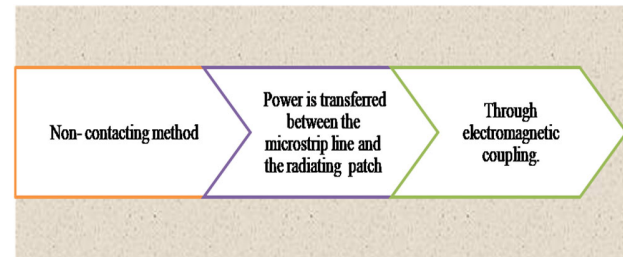 Non- contacting method
Power is transferred
between the
microstrip line and
the radiating patch
Through
electromagnetic
coupling.